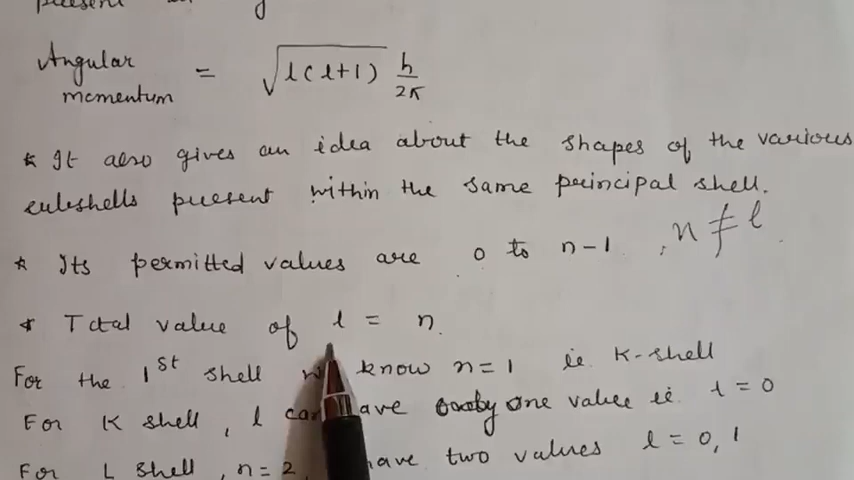 present in
Angular
momentum = √l(l+1) h/2π
* It also gives an idea about the shapes of the various
subshells present within the same principal shell.
* Its permitted values are 0 to n-1, n ≠ l
* Total value of l = n.
For the 1st shell know n=1 ie K-shell
For K shell, l can have only one value ie l = 0
For L shell, n=2, have two values l = 0, 1